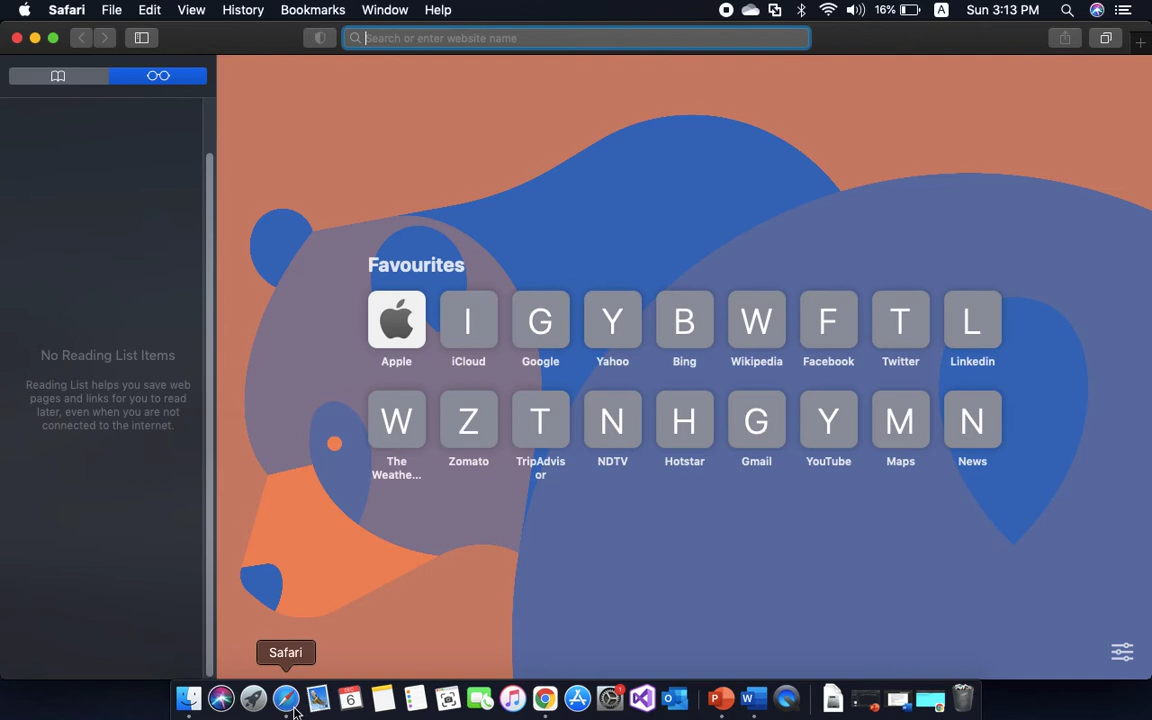 Safari File Edit View History Bookmarks Window Help 16% A Sun 3:13 PM
Search or enter website name
Favourites
I G Y B W F T L
Apple iCloud Google Yahoo Bing Wikipedia Facebook Twitter Linkedin
No Reading List Items
Reading List helps you save web
pages and links for you to read
later, even when you are not
connected to the internet.
W Z T N H G Y M N
The Zomato TripAdvis NDTV Hotstar Gmail YouTube Maps News
Weathe... or
Safari
6 1